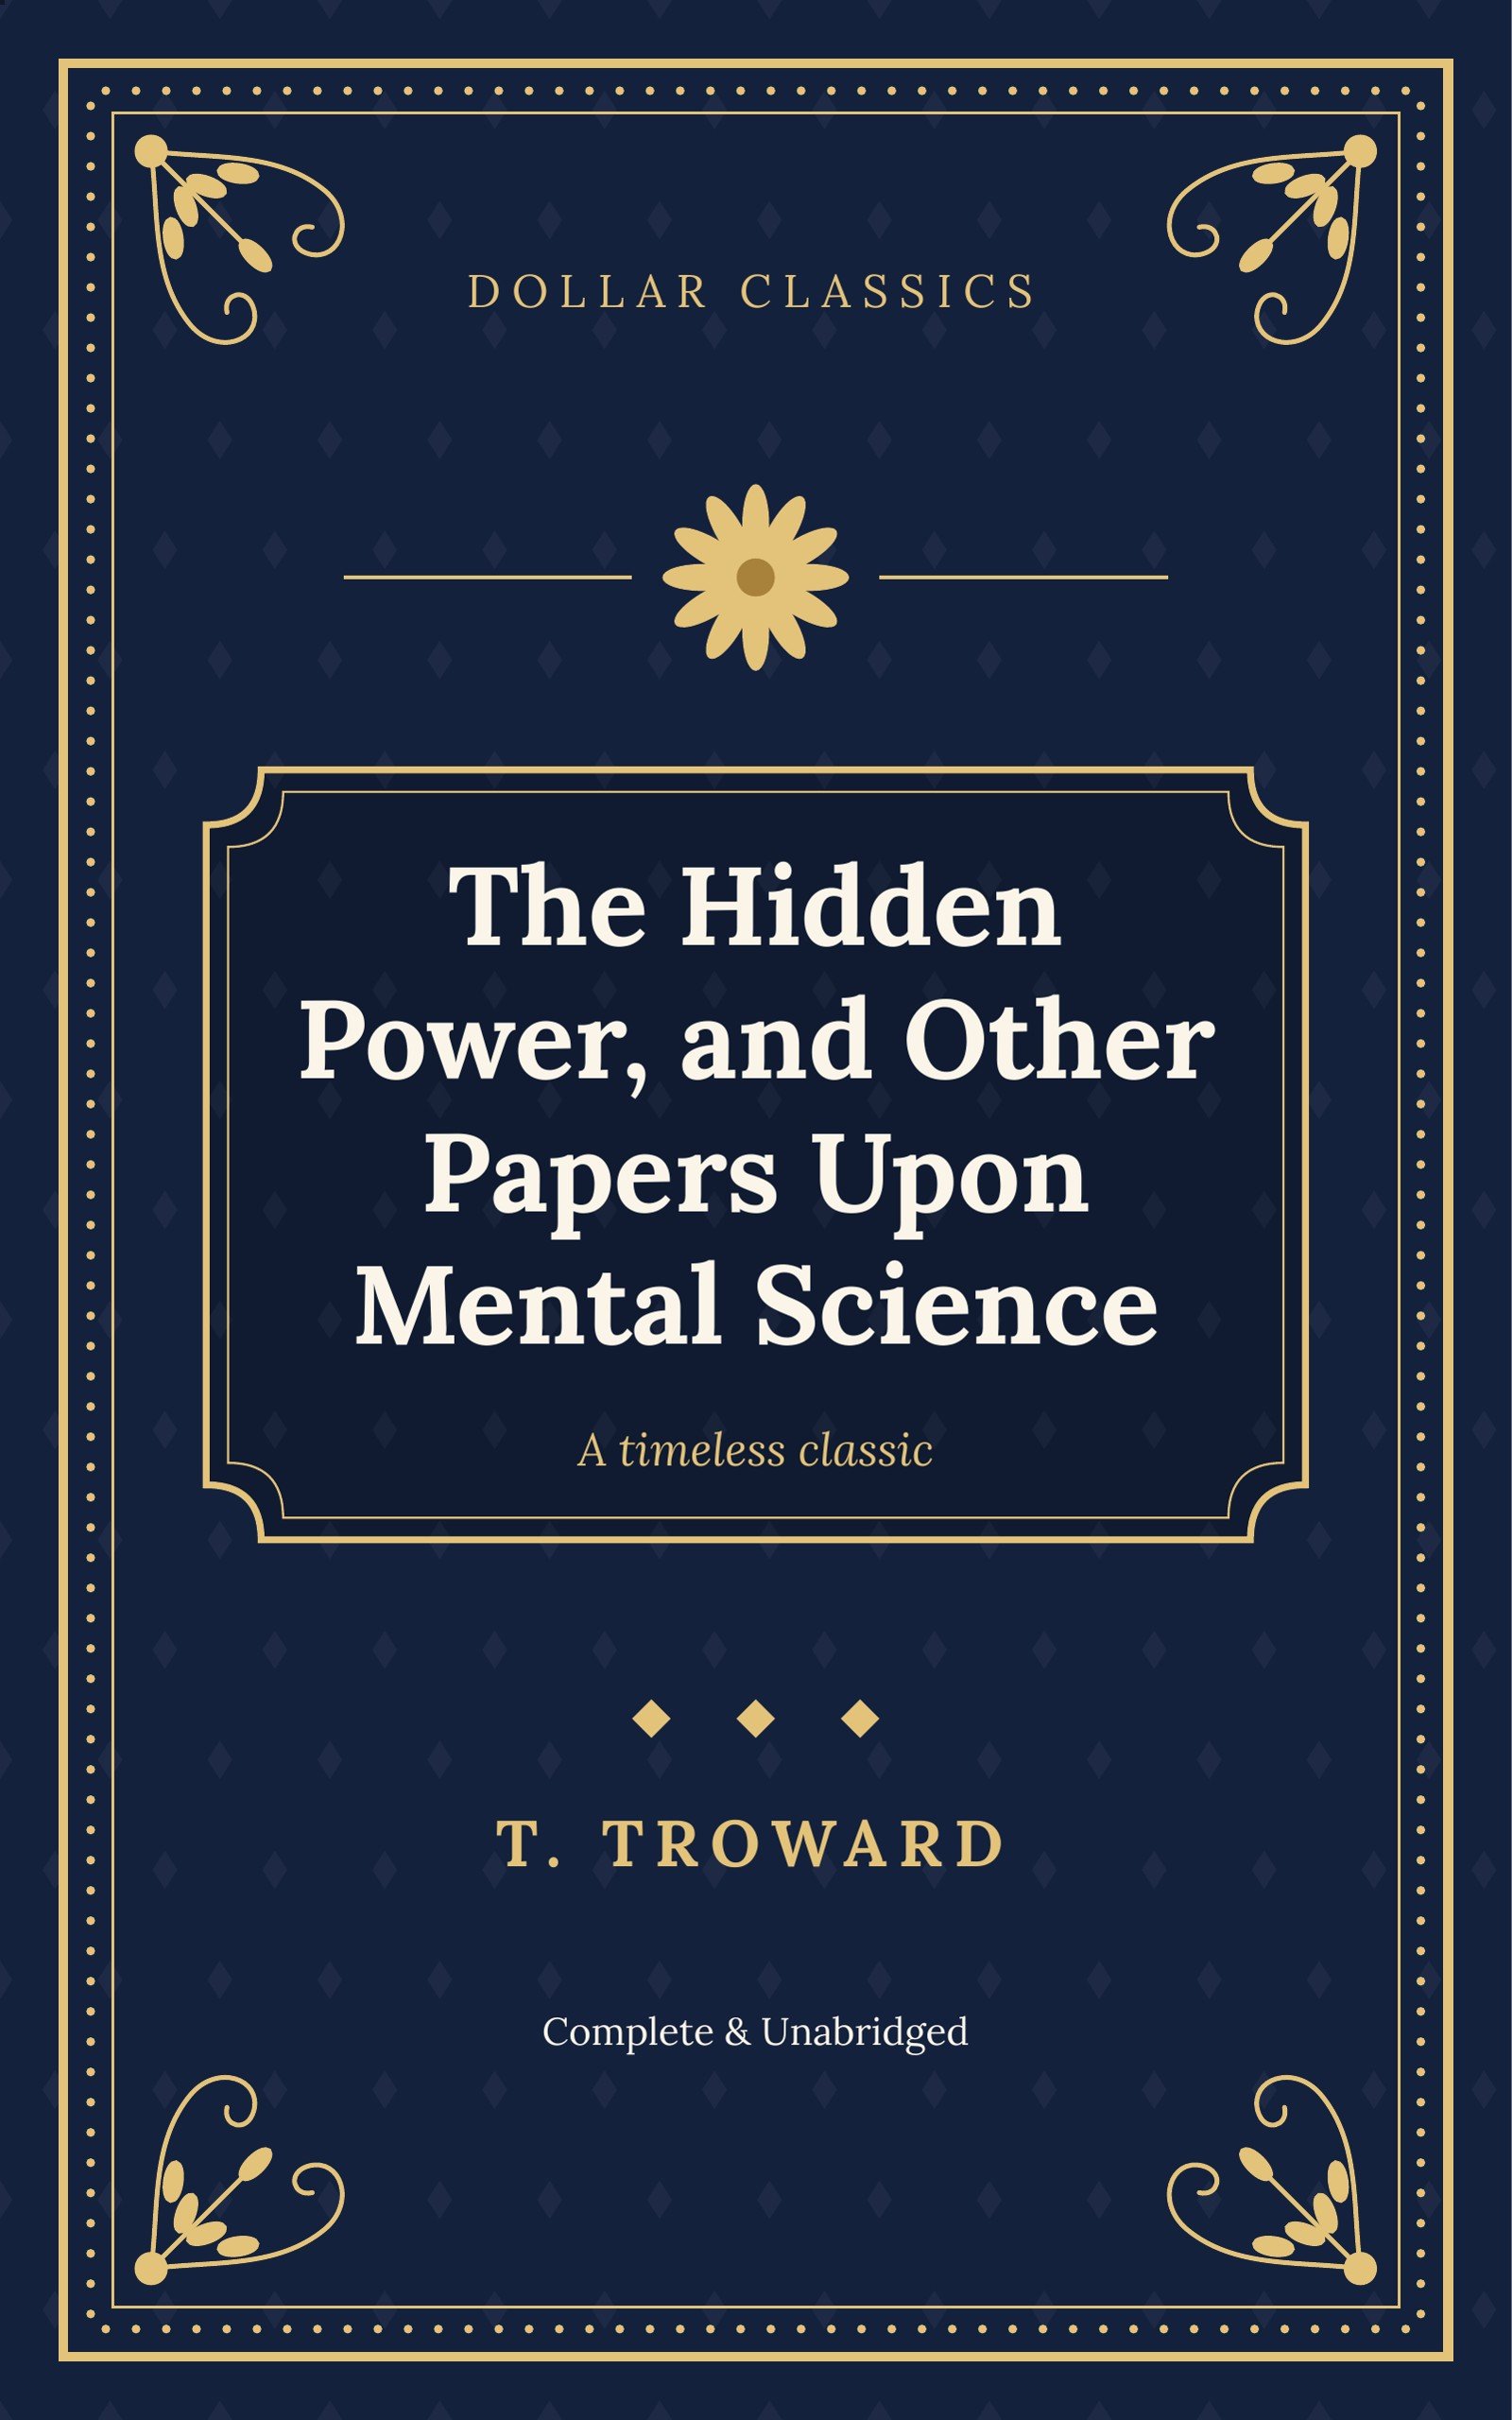 DOLLAR CLASSICS
The Hidden
Power, and Other
Papers Upon
Mental Science
A timeless classic
T. TROWARD
Complete & Unabridged